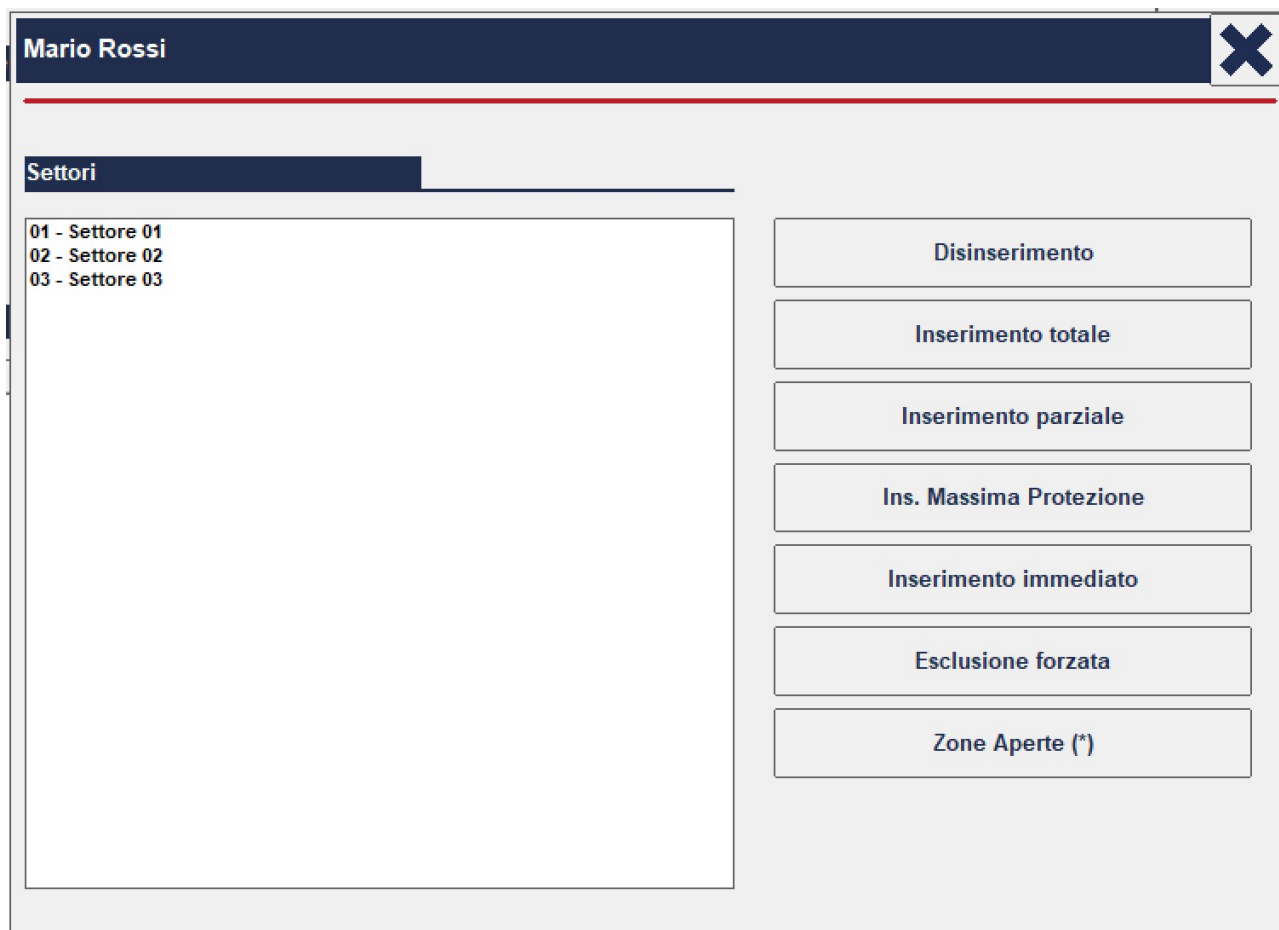 Mario Rossi
Settori
01 - Settore 01
02 - Settore 02
03 - Settore 03
Disinserimento
Inserimento totale
Inserimento parziale
Ins. Massima Protezione
Inserimento immediato
Esclusione forzata
Zone Aperte (*)